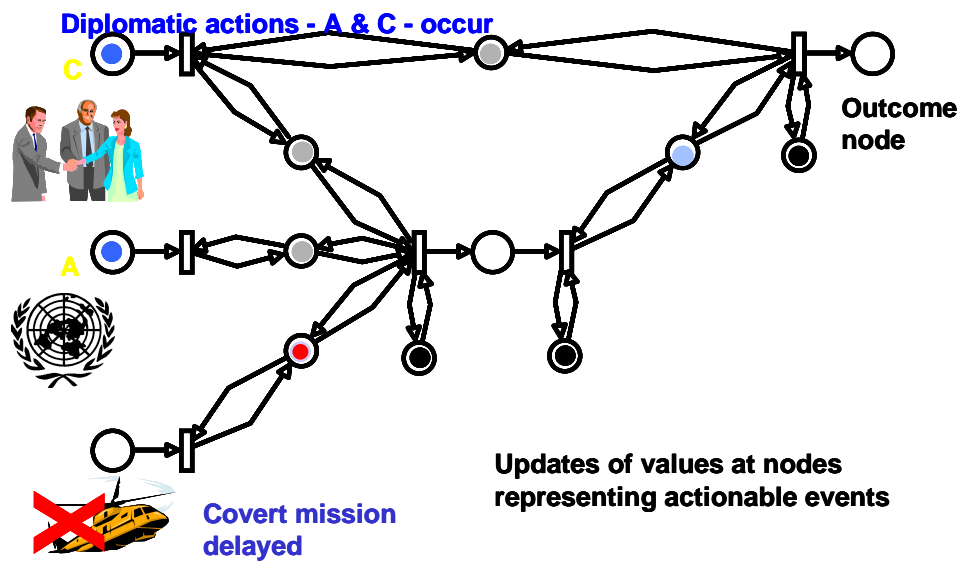 Diplomatic actions - A & C - occur
C
Outcome
node
A
Updates of values at nodes
representing actionable events
Covert mission
delayed